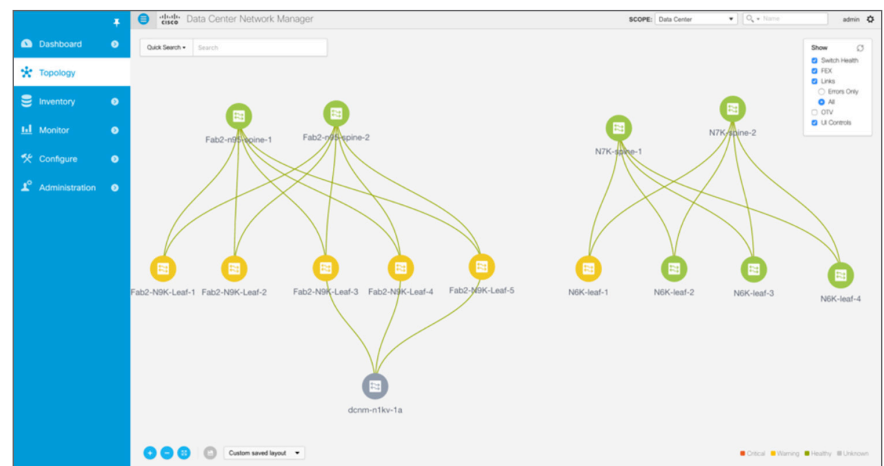 cisco Data Center Network Manager
SCOPE: Data Center
Name
admin
Dashboard
Topology
Inventory
Monitor
Configure
Administration
Quick Search
Search
Show
Switch Health
FEX
Links
Errors Only
All
OTV
UI Controls
Fab2-n95-spine-1
Fab2-n95-spine-2
N7K-spine-1
N7K-spine-2
Fab2-N9K-Leaf-1
Fab2-N9K-Leaf-2
Fab2-N9K-Leaf-3
Fab2-N9K-Leaf-4
Fab2-N9K-Leaf-5
N6K-leaf-1
N6K-leaf-2
N6K-leaf-3
N6K-leaf-4
dcnm-n1kv-1a
Custom saved layout
Critical Warning Healthy Unknown